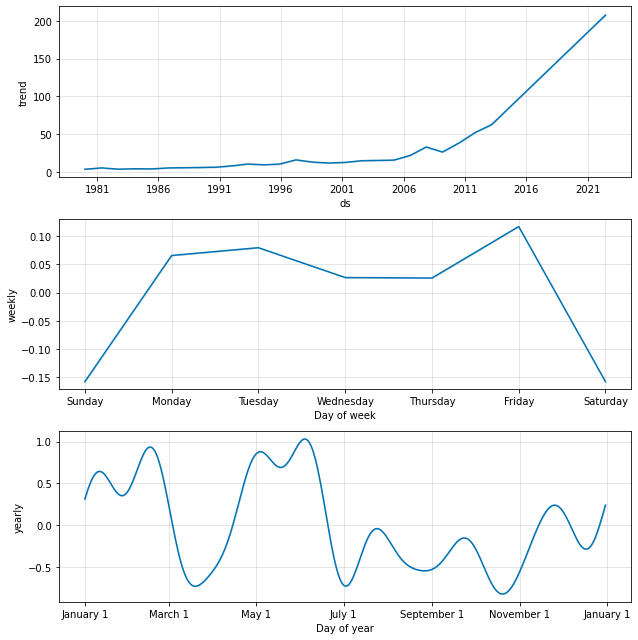 200
150
100
50
0
trend
1981 1986 1991 1996 2001 2006 2011 2016 2021
ds
0.10
0.05
0.00
−0.05
−0.10
−0.15
weekly
Sunday Monday Tuesday Wednesday Thursday Friday Saturday
Day of week
1.0
0.5
0.0
−0.5
yearly
January 1 March 1 May 1 July 1 September 1 November 1 January 1
Day of year